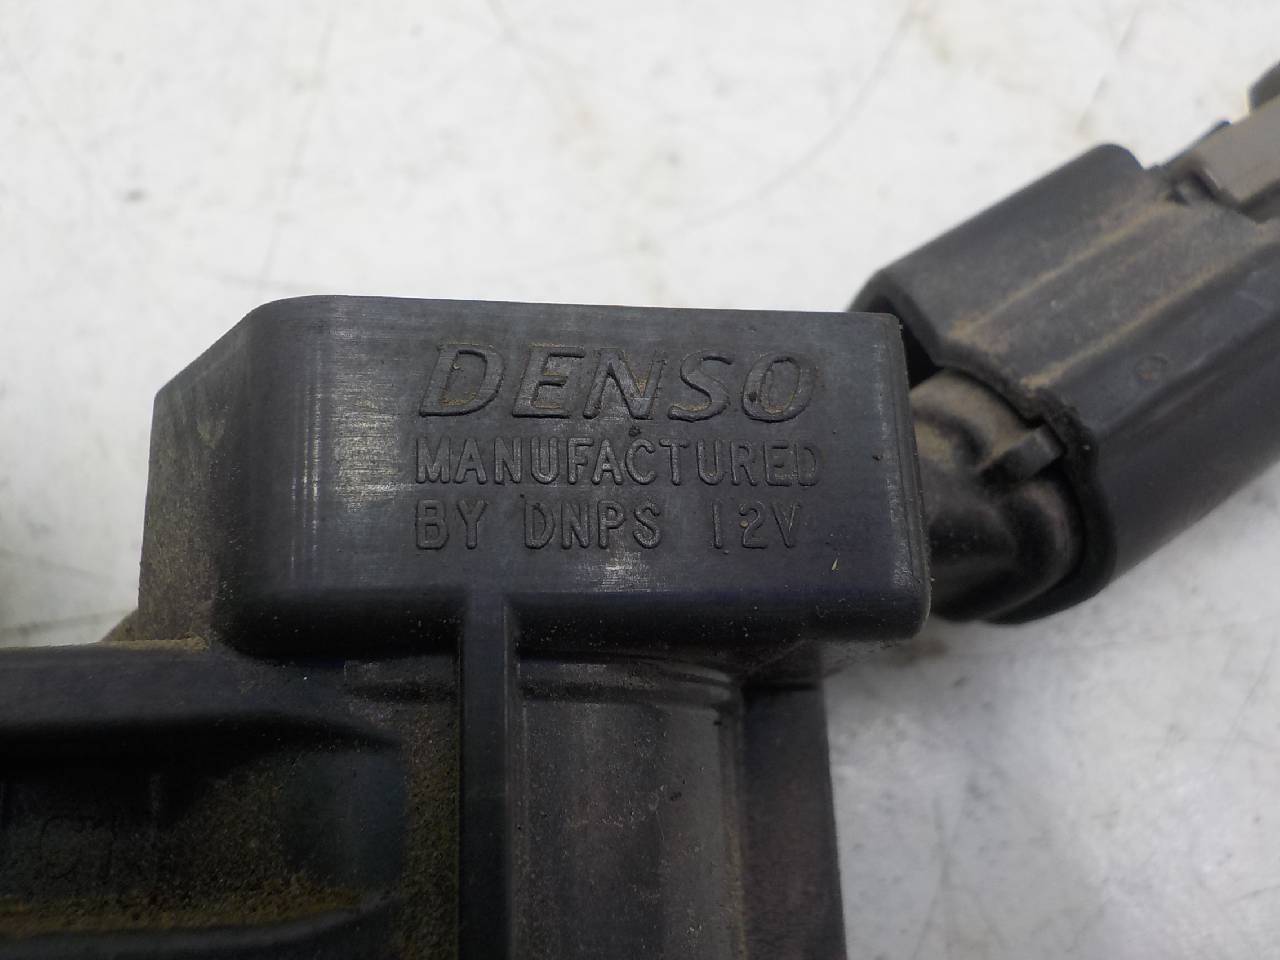 DENSO
MANUFACTURED
BY DNPS 12V